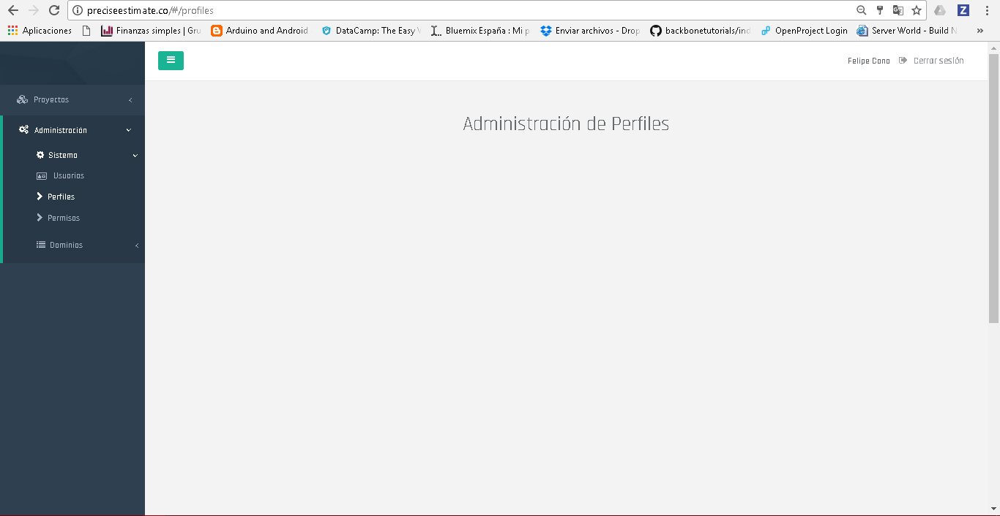 preciseestimate.co/#/profiles
Aplicaciones
Finanzas simples | Gru
Arduino and Android
DataCamp: The Easy
Bluemix España : Mi p
Enviar archivos - Drop
backbonetutorials/ind
OpenProject Login
Server World - Build N
»
Felipe Cano
Cerrar sesión
Proyectos
Administración
Sistema
Usuarios
Perfiles
Permisos
Dominios
Administración de Perfiles